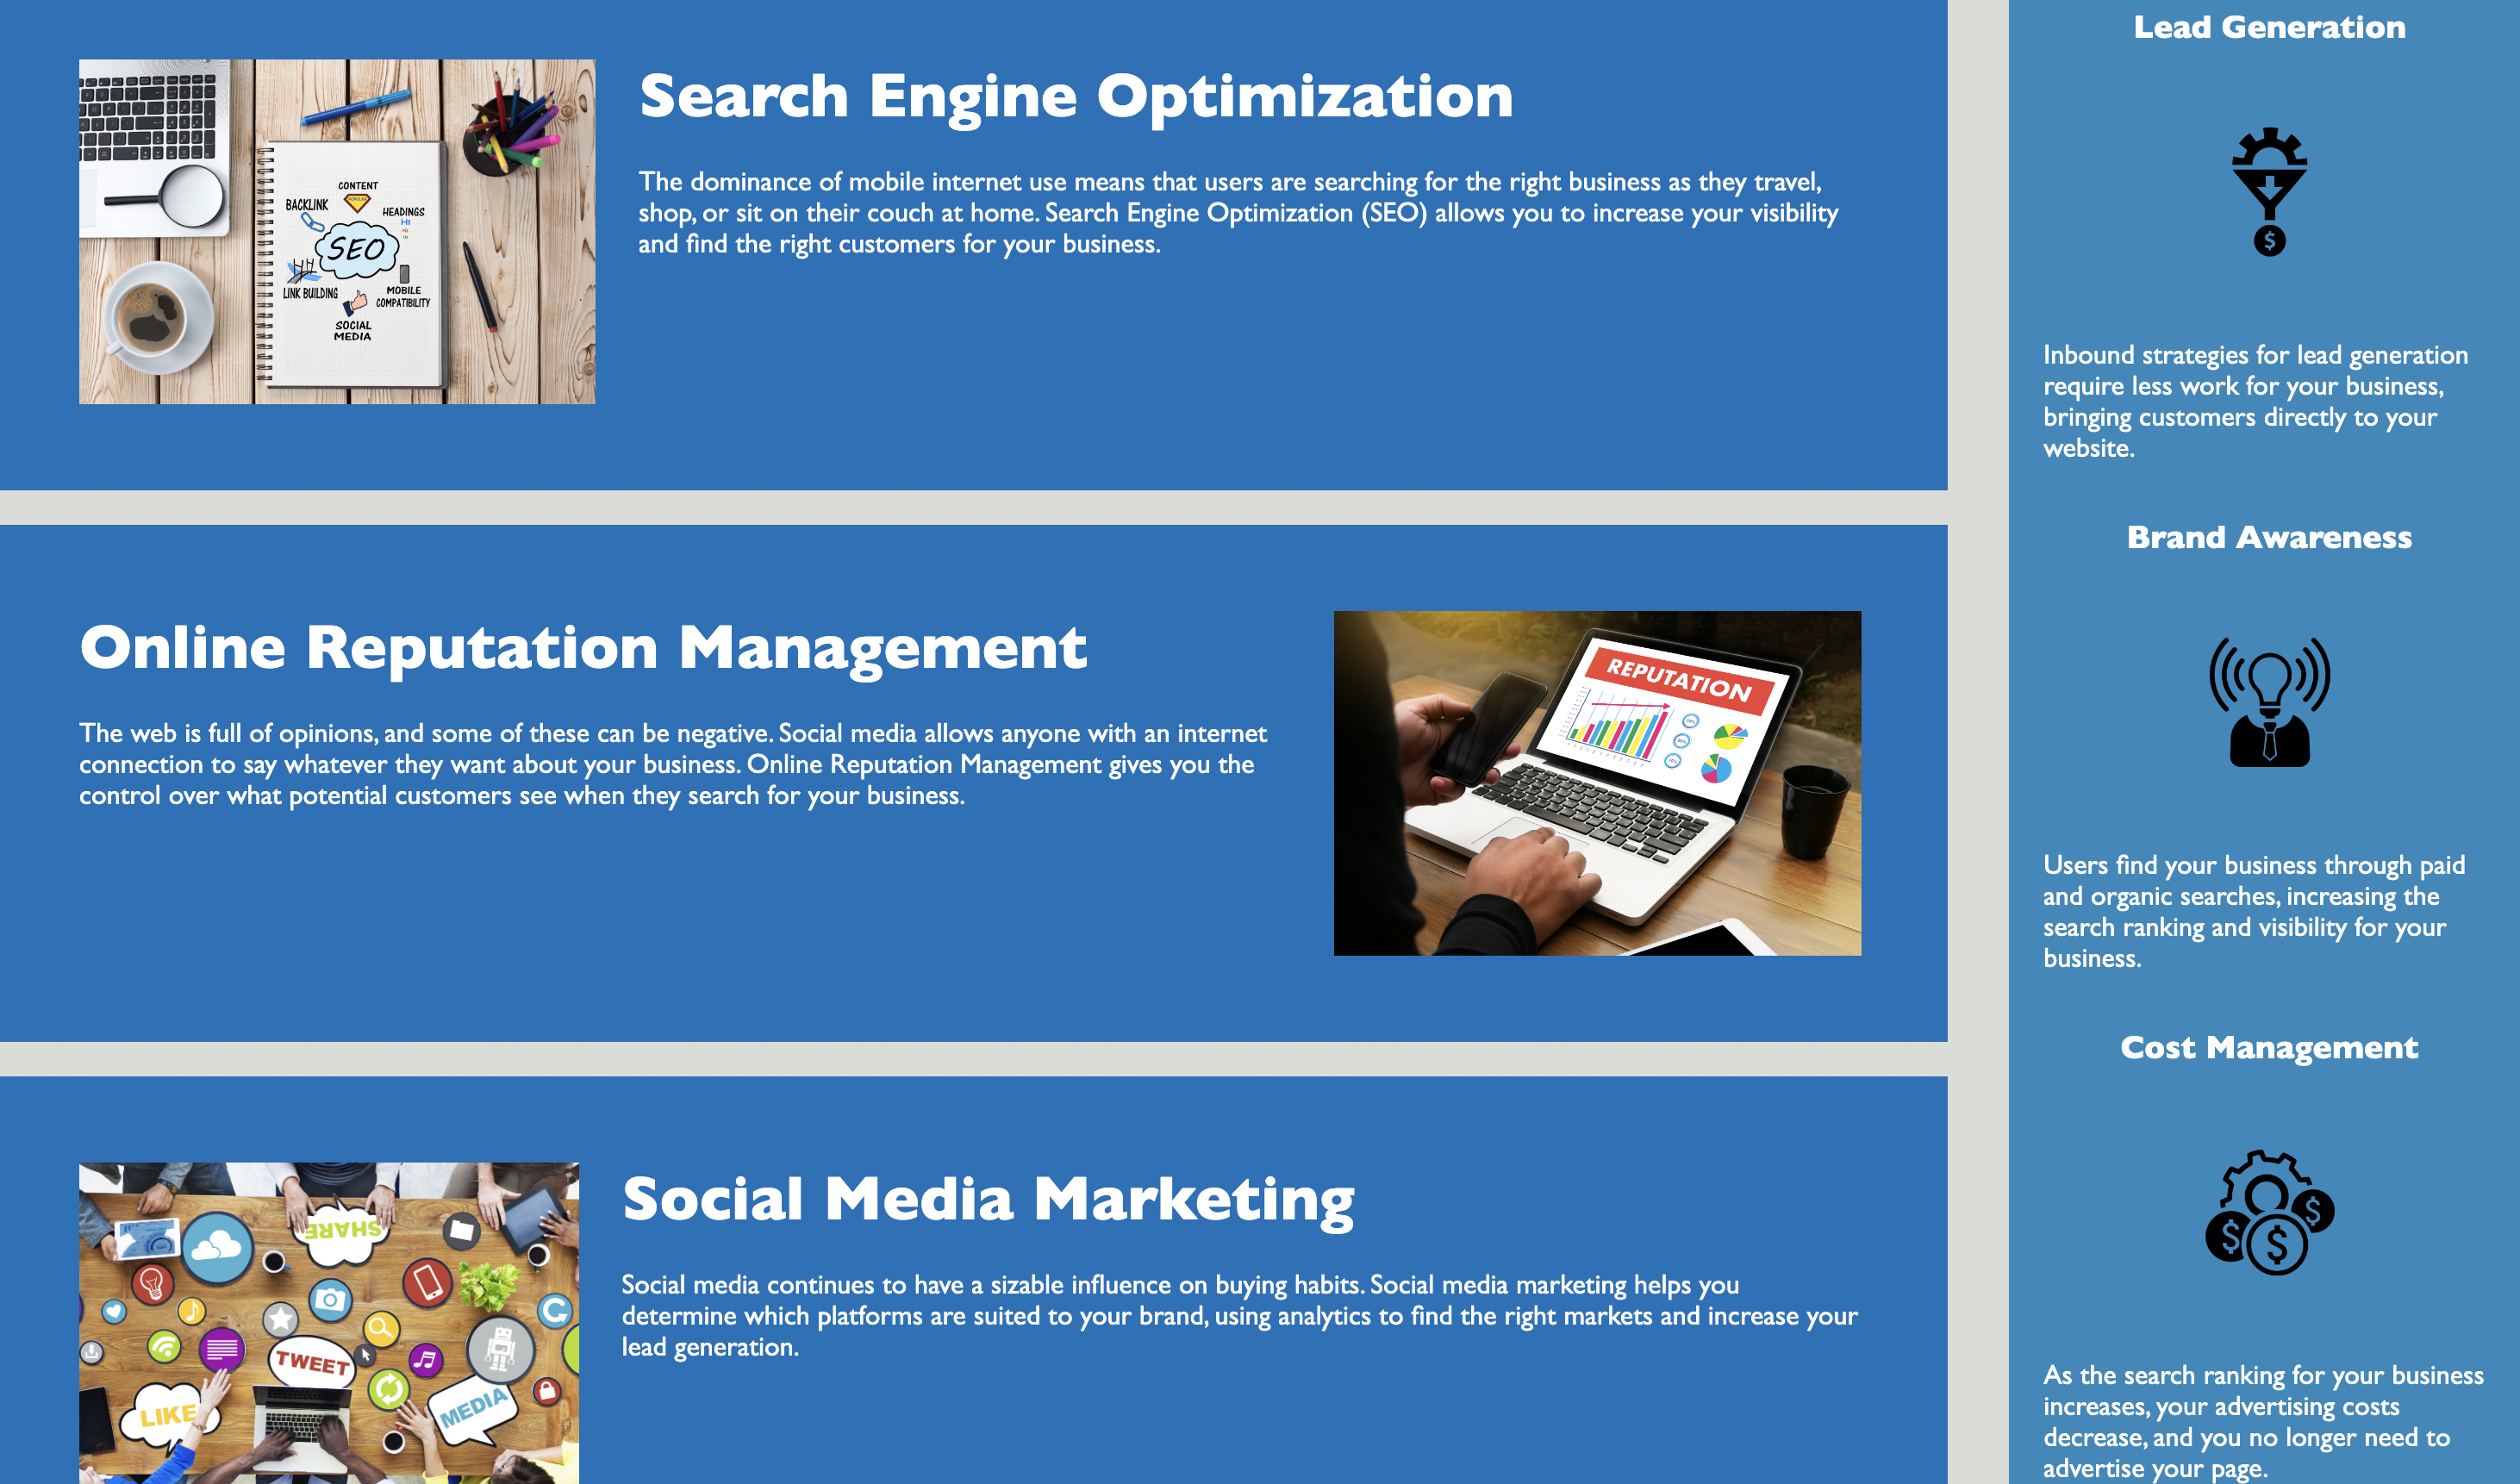 Search Engine Optimization
The dominance of mobile internet use means that users are searching for the right business as they travel,
shop, or sit on their couch at home. Search Engine Optimization (SEO) allows you to increase your visibility
and find the right customers for your business.
CONTENT
BACKLINK
HEADINGS
H1
SEO
LINK BUILDING
MOBILE
COMPATIBILITY
SOCIAL
MEDIA
Online Reputation Management
The web is full of opinions, and some of these can be negative. Social media allows anyone with an internet
connection to say whatever they want about your business. Online Reputation Management gives you the
control over what potential customers see when they search for your business.
REPUTATION
Social Media Marketing
Social media continues to have a sizable influence on buying habits. Social media marketing helps you
determine which platforms are suited to your brand, using analytics to find the right markets and increase your
lead generation.
SHARE
TWEET
LIKE
MEDIA
Lead Generation
$
Inbound strategies for lead generation
require less work for your business,
bringing customers directly to your
website.
Brand Awareness
Users find your business through paid
and organic searches, increasing the
search ranking and visibility for your
business.
Cost Management
$
$
$
As the search ranking for your business
increases, your advertising costs
decrease, and you no longer need to
advertise your page.